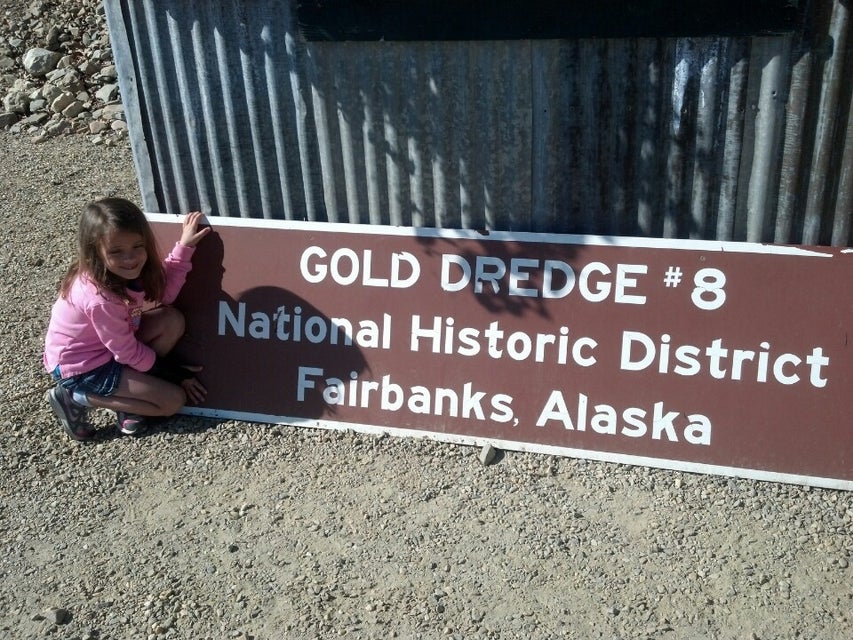 GOLD DREDGE #8
National Historic District
Fairbanks, Alaska